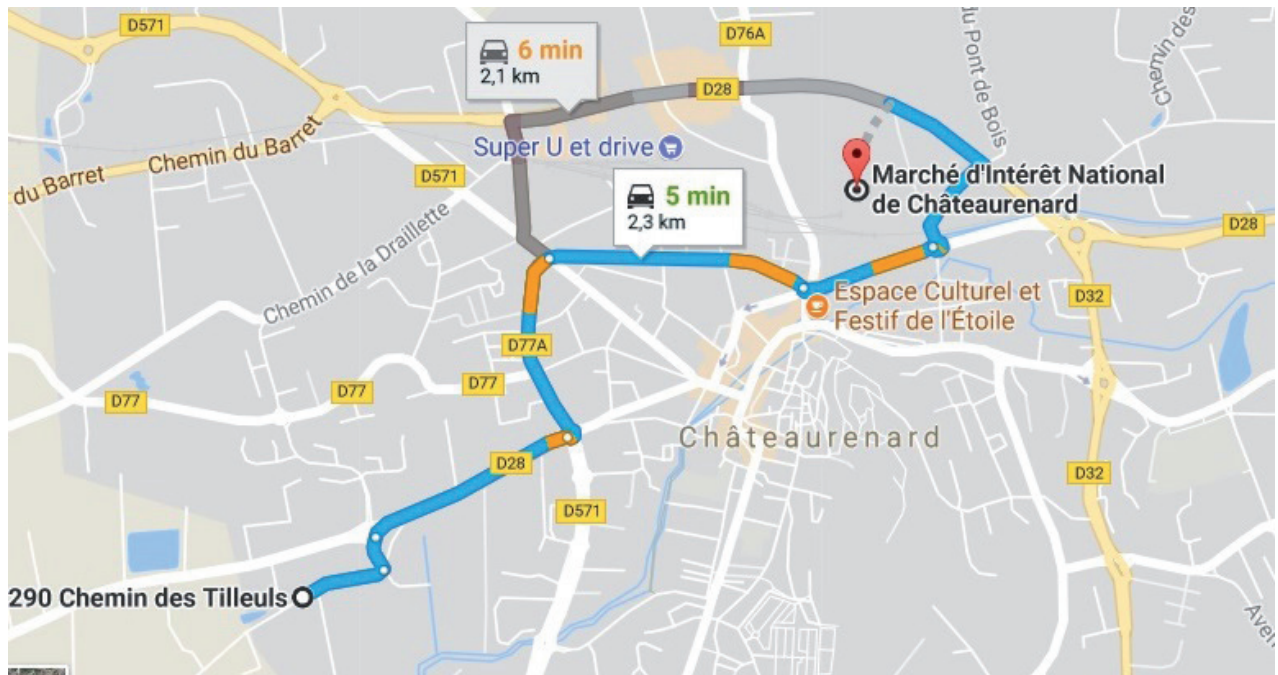 D571
D76A
6 min
2,1 km
D28
du Pont de Bois
Chemin des
Chemin du Barret
du Barret
Super U et drive
D571
5 min
2,3 km
Marché d'Intérêt National
de Châteaurenard
D28
Chemin de la Draillette
Espace Culturel et
Festif de l'Étoile
D32
D77A
D77
D77
D77
Châteaurenard
D28
D32
D571
290 Chemin des Tilleuls